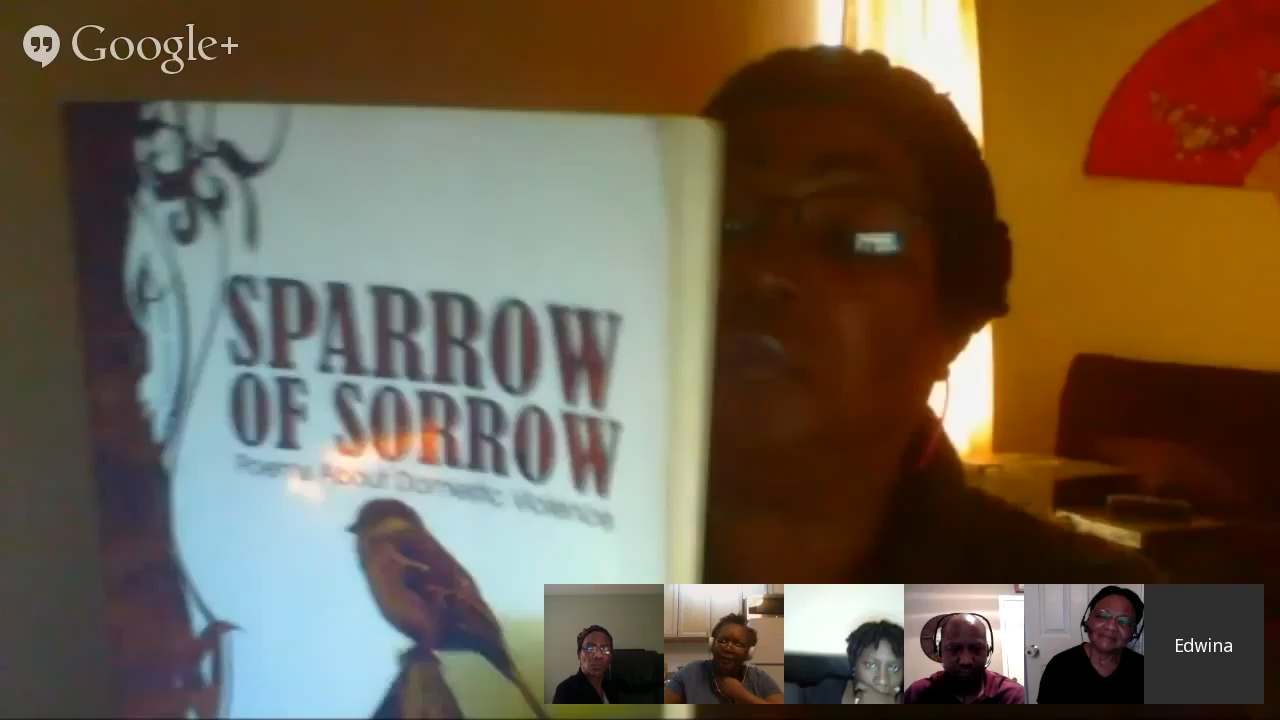 Google+
SPARROW
OF SORROW
Poems About Domestic Violence
Edwina